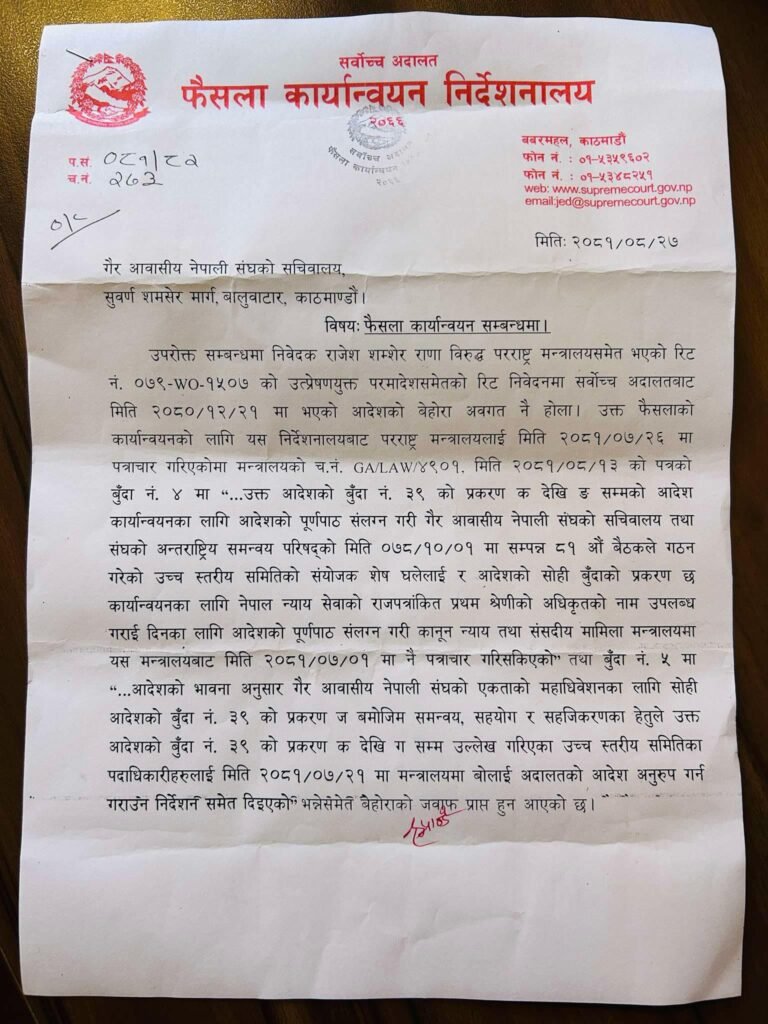 सर्वोच्च अदालत
फैसला कार्यान्वयन निर्देशनालय
२०६६
सर्वोच्च अदालत
फैसला कार्यान्वयन
२०६६
बबरमहल, काठमाडौं
फोन नं. : ०१-५३५९६०२
फोन नं. : ०१-५३४८२५१
web: www.supremecourt.gov.np
email:jed@supremecourt.gov.np
प.सं. ०८१/८२
च.नं. २७३
मितिः २०८१/०८/२७
गैर आवासीय नेपाली संघको सचिवालय,
सुवर्ण शमसेर मार्ग, बालुवाटार, काठमाण्डौं।
विषयः फैसला कार्यान्वयन सम्बन्धमा।
उपरोक्त सम्बन्धमा निवेदक राजेश शम्शेर राणा विरुद्ध परराष्ट्र मन्त्रालयसमेत भएको रिट
नं. ०७९-WO-१५०७ को उत्प्रेषणयुक्त परमादेशसमेतको रिट निवेदनमा सर्वोच्च अदालतबाट
मिति २०८०/१२/२१ मा भएको आदेशको बेहोरा अवगत नै होला। उक्त फैसलाको
कार्यान्वयनको लागि यस निर्देशनालयबाट परराष्ट्र मन्त्रालयलाई मिति २०८१/०७/२६ मा
पत्राचार गरिएकोमा मन्त्रालयको च.नं. GA/LAW/४९०१, मिति २०८१/०८/१३ को पत्रको
बुँदा नं. ४ मा “...उक्त आदेशको बुँदा नं. ३९ को प्रकरण क देखि ङ सम्मको आदेश
कार्यान्वयनका लागि आदेशको पूर्णपाठ संलग्न गरी गैर आवासीय नेपाली संघको सचिवालय तथा
संघको अन्तराष्ट्रिय समन्वय परिषद्को मिति ०७८/१०/०१ मा सम्पन्न ८१ औं बैठकले गठन
गरेको उच्च स्तरीय समितिको संयोजक शेष घलेलाई र आदेशको सोही बुँदाको प्रकरण छ
कार्यान्वयनका लागि नेपाल न्याय सेवाको राजपत्रांकित प्रथम श्रेणीको अधिकृतको नाम उपलब्ध
गराई दिनका लागि आदेशको पूर्णपाठ संलग्न गरी कानून न्याय तथा संसदीय मामिला मन्त्रालयमा
यस मन्त्रालयबाट मिति २०८१/०७/०१ मा नै पत्राचार गरिसकिएको” तथा बुँदा नं. ५ मा
“...आदेशको भावना अनुसार गैर आवासीय नेपाली संघको एकताको महाधिवेशनका लागि सोही
आदेशको बुँदा नं. ३९ को प्रकरण ज बमोजिम समन्वय, सहयोग र सहजिकरणका हेतुले उक्त
आदेशको बुँदा नं. ३९ को प्रकरण क देखि ग सम्म उल्लेख गरिएका उच्च स्तरीय समितिका
पदाधिकारीहरुलाई मिति २०८१/०७/२१ मा मन्त्रालयमा बोलाई अदालतको आदेश अनुरुप गर्न
गराउन निर्देशन समेत दिइएको” भन्नेसमेत बेहोराको जवाफ प्राप्त हुन आएको छ।